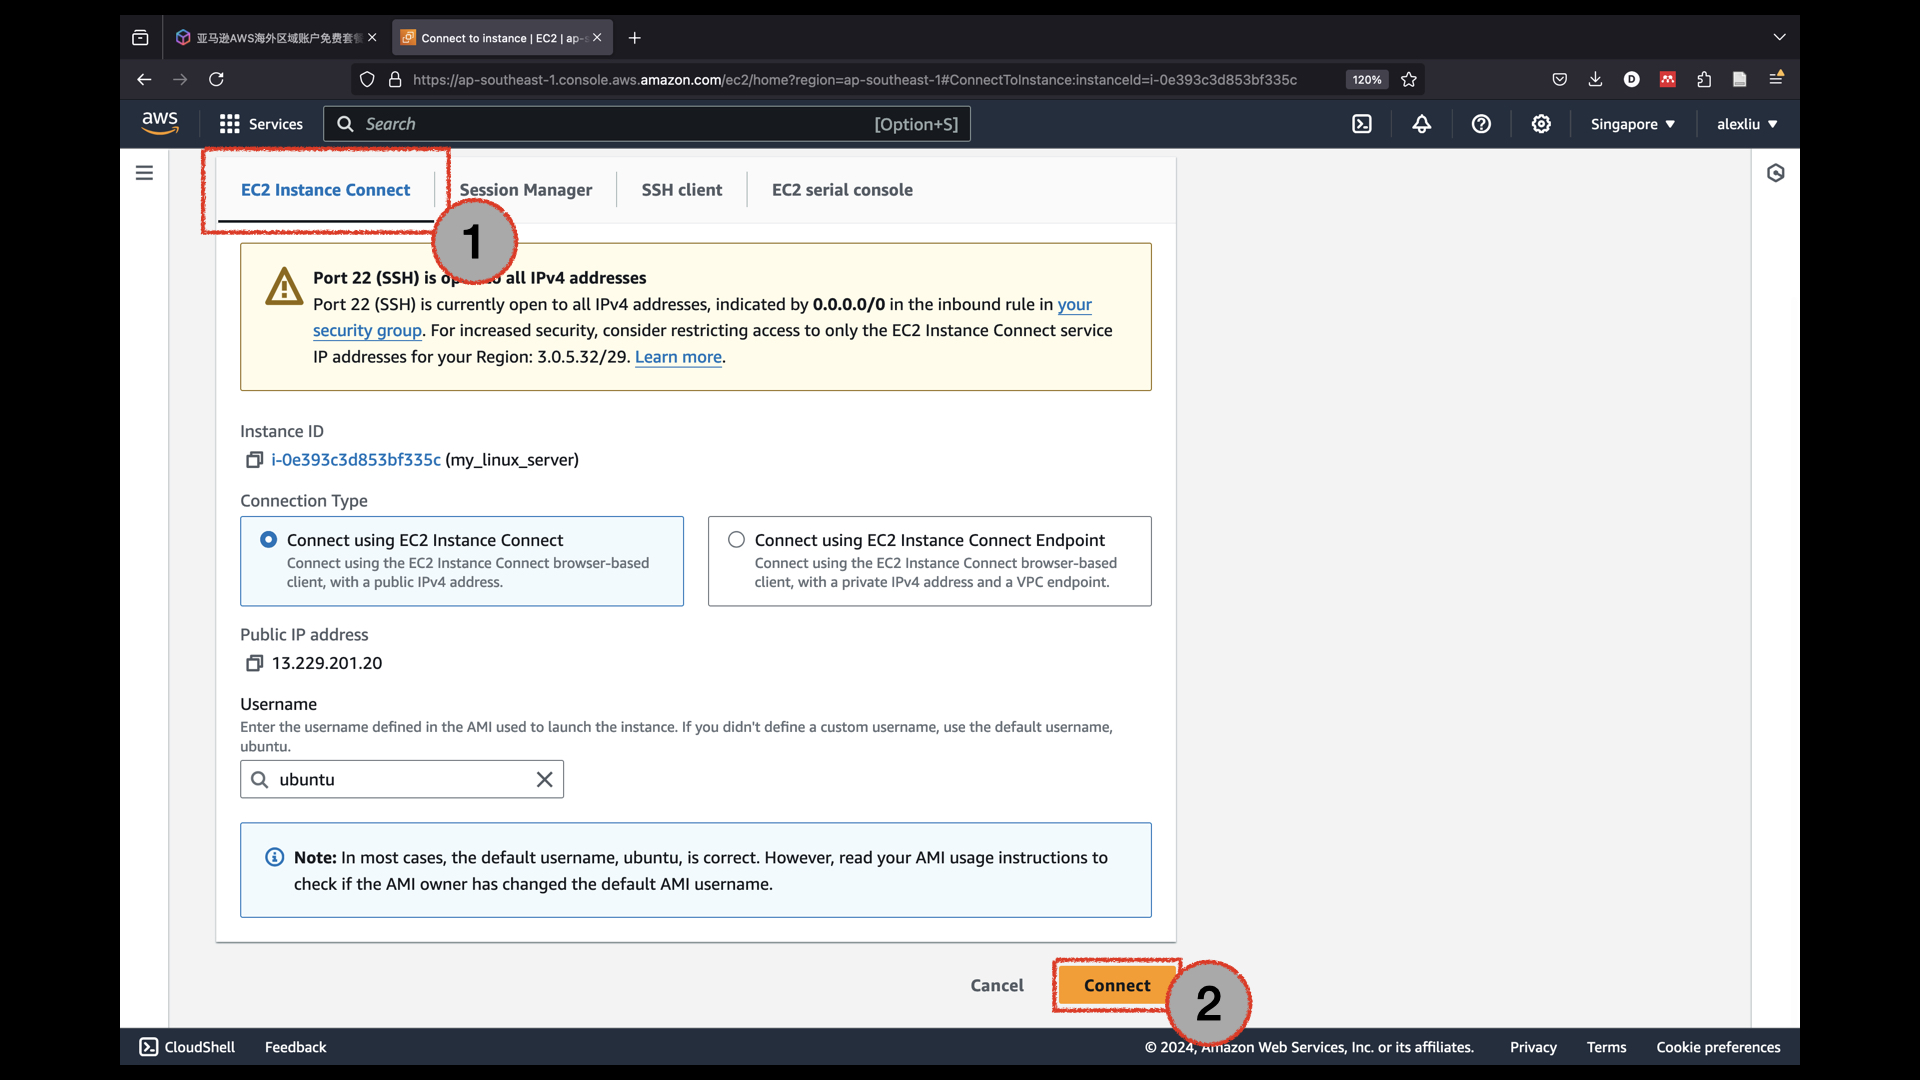 亚马逊AWS海外区域账户免费套餐
Connect to instance | EC2 | ap-
https://ap-southeast-1.console.aws.amazon.com/ec2/home?region=ap-southeast-1#ConnectToInstance:instanceId=i-0e393c3d853bf335c
120%
aws
Services
Search
[Option+S]
Singapore
alexliu
EC2 Instance Connect
Session Manager
SSH client
EC2 serial console
1
Port 22 (SSH) is op to all IPv4 addresses
Port 22 (SSH) is currently open to all IPv4 addresses, indicated by 0.0.0.0/0 in the inbound rule in your
security group. For increased security, consider restricting access to only the EC2 Instance Connect service
IP addresses for your Region: 3.0.5.32/29. Learn more.
Instance ID
i-0e393c3d853bf335c (my_linux_server)
Connection Type
Connect using EC2 Instance Connect
Connect using the EC2 Instance Connect browser-based
client, with a public IPv4 address.
Connect using EC2 Instance Connect Endpoint
Connect using the EC2 Instance Connect browser-based
client, with a private IPv4 address and a VPC endpoint.
Public IP address
13.229.201.20
Username
Enter the username defined in the AMI used to launch the instance. If you didn't define a custom username, use the default username,
ubuntu.
ubuntu
Note: In most cases, the default username, ubuntu, is correct. However, read your AMI usage instructions to
check if the AMI owner has changed the default AMI username.
Cancel
Connect
2
CloudShell
Feedback
© 2024, Amazon Web Services, Inc. or its affiliates.
Privacy
Terms
Cookie preferences